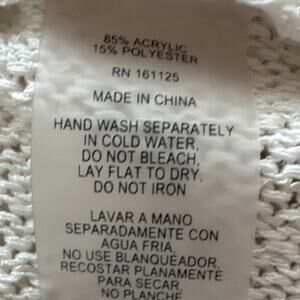 85% ACRYLIC
15% POLYESTER
RN 161125
MADE IN CHINA
HAND WASH SEPARATELY
IN COLD WATER,
DO NOT BLEACH,
LAY FLAT TO DRY,
DO NOT IRON
LAVAR A MANO
SEPARADAMENTE CON
AGUA FRIA,
NO USE BLANQUEADOR,
RECOSTAR PLANAMENTE
PARA SECAR,
NO PLANCHE